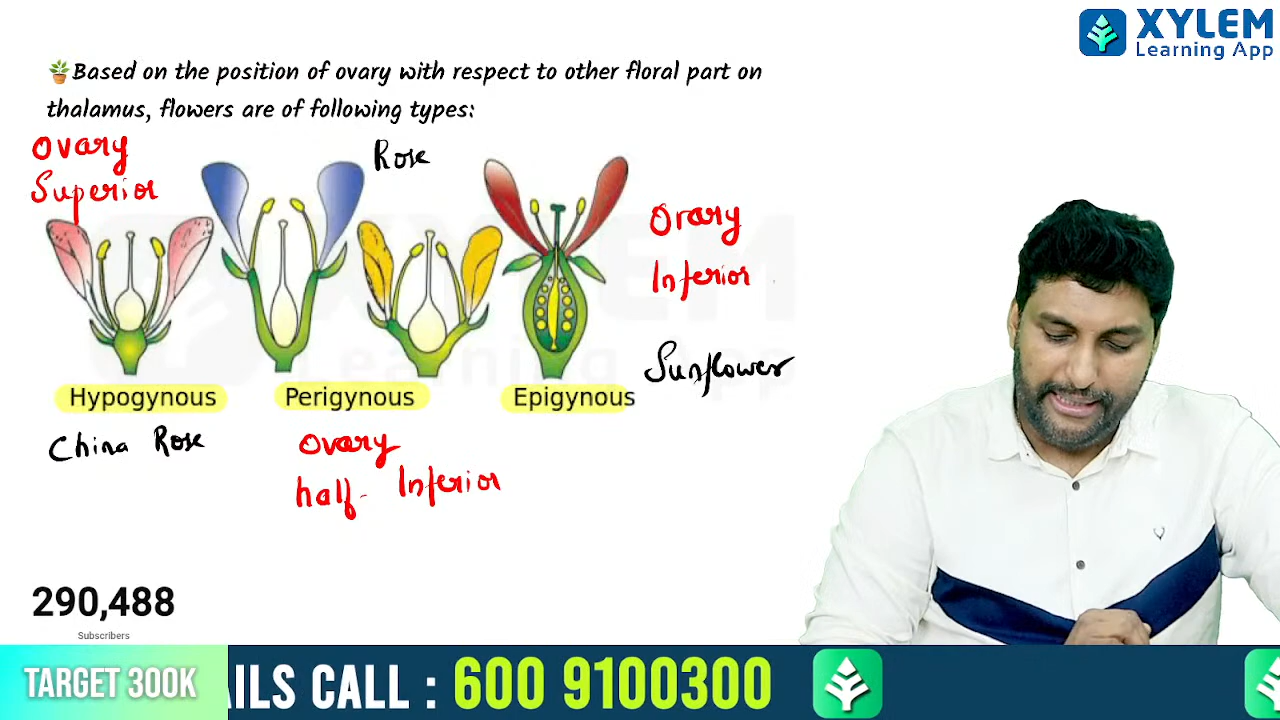 XYLEM
Learning App
🪴Based on the position of ovary with respect to other floral part on
thalamus, flowers are of following types:
Ovary
Superior
Rose
Ovary
Inferior
Sunflower
Hypogynous
Perigynous
Epigynous
China Rose
Ovary
half- Inferior
290,488
Subscribers
TARGET 300K
AILS CALL : 600 9100300